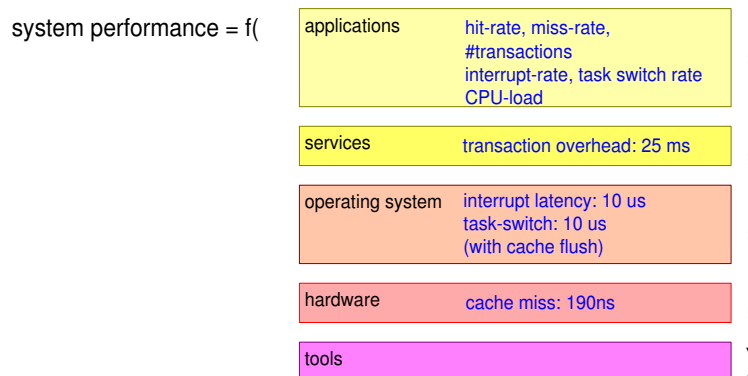 system performance = f(
applications
hit-rate, miss-rate,
#transactions
interrupt-rate, task switch rate
CPU-load
services
transaction overhead: 25 ms
operating system
interrupt latency: 10 us
task-switch: 10 us
(with cache flush)
hardware
cache miss: 190ns
tools